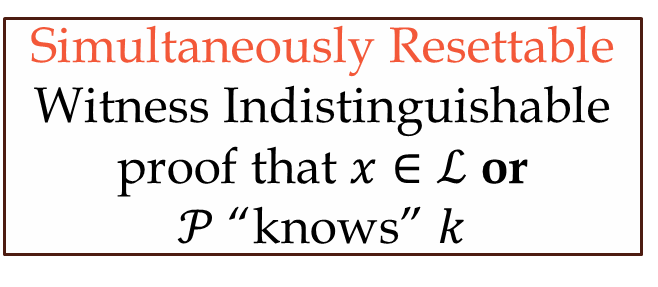 Simultaneously Resettable
Witness Indistinguishable
proof that x ∈ ℒ or
𝒫 “knows” k